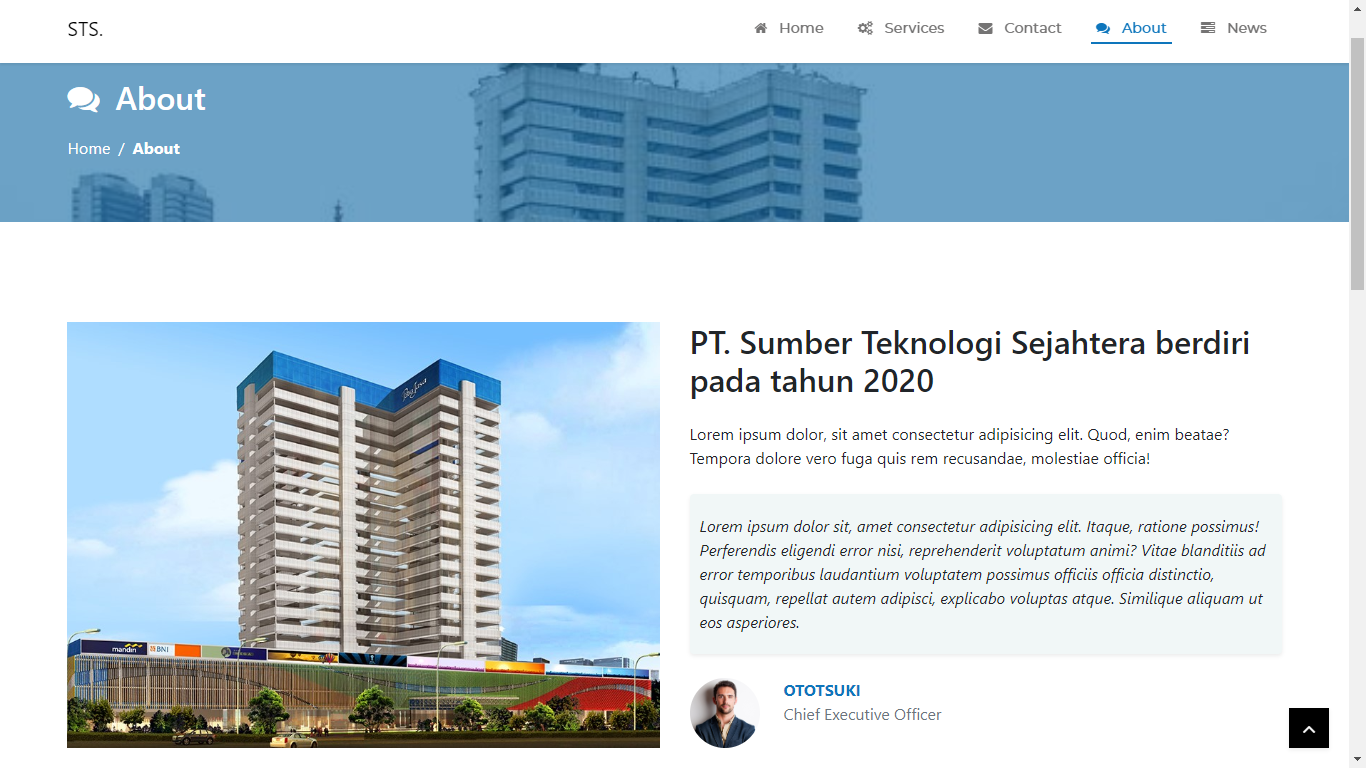 STS.
Home
Services
Contact
About
News
About
Home / About
PT. Sumber Teknologi Sejahtera berdiri
pada tahun 2020
Lorem ipsum dolor, sit amet consectetur adipisicing elit. Quod, enim beatae?
Tempora dolore vero fuga quis rem recusandae, molestiae officia!
Lorem ipsum dolor sit, amet consectetur adipisicing elit. Itaque, ratione possimus!
Perferendis eligendi error nisi, reprehenderit voluptatum animi? Vitae blanditiis ad
error temporibus laudantium voluptatem possimus officiis officia distinctio,
quisquam, repellat autem adipisci, explicabo voluptas atque. Similique aliquam ut
eos asperiores.
mandiri
BNI
OTOTSUKI
Chief Executive Officer